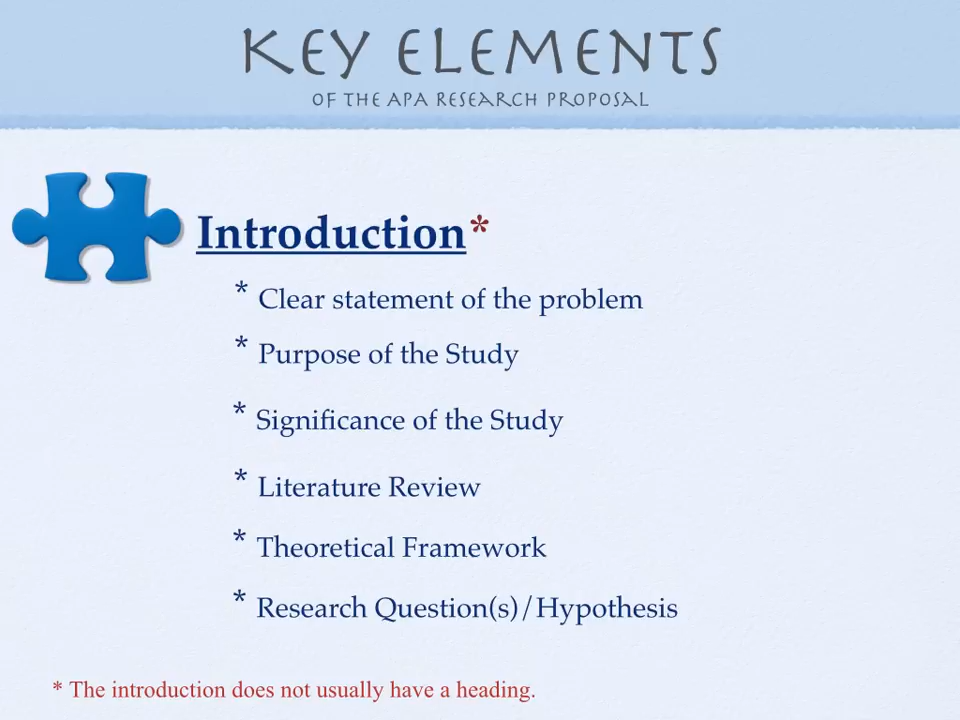 KEY ELEMENTS
OF THE APA RESEARCH PROPOSAL
Introduction*
* Clear statement of the problem
* Purpose of the Study
* Significance of the Study
* Literature Review
* Theoretical Framework
* Research Question(s)/Hypothesis
* The introduction does not usually have a heading.